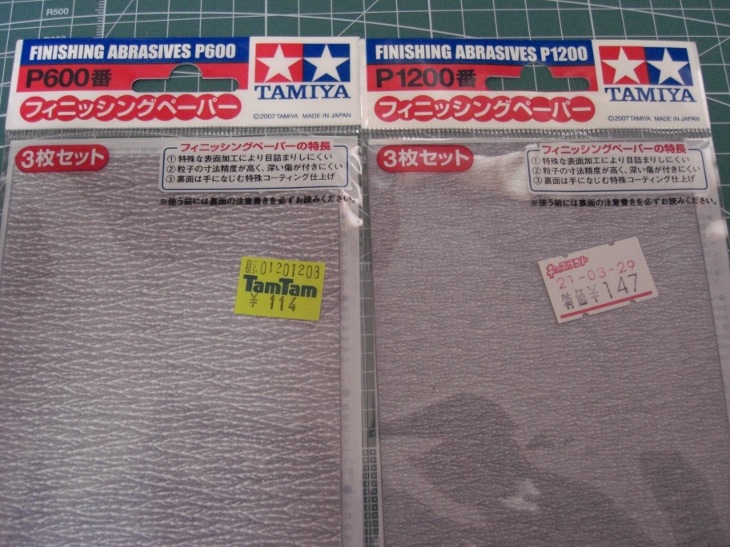 R500
FINISHING ABRASIVES P600
P600番
フィニッシングペーパー
TAMIYA
©2007 TAMIYA MADE IN JAPAN
3枚セット
フィニッシングペーパーの特長
① 特殊な表面加工により目詰まりしにくい
② 粒子の寸法精度が高く、深い傷が付きにくい
③ 裏面は手になじむ特殊コーティング仕上げ
※使う前には裏面の注意書きを必ずお読みください。
01201203
TamTam
¥ 114
FINISHING ABRASIVES P1200
P1200番
フィニッシングペーパー
TAMIYA
©2007 TAMIYA MADE IN JAPAN
3枚セット
フィニッシングペーパーの特長
① 特殊な表面加工により目詰まりしにくい
② 粒子の寸法精度が高く、深い傷が付きにくい
③ 裏面は手になじむ特殊コーティング仕上げ
※使う前には裏面の注意書きを必ずお読みください。
21-03-29
¥147